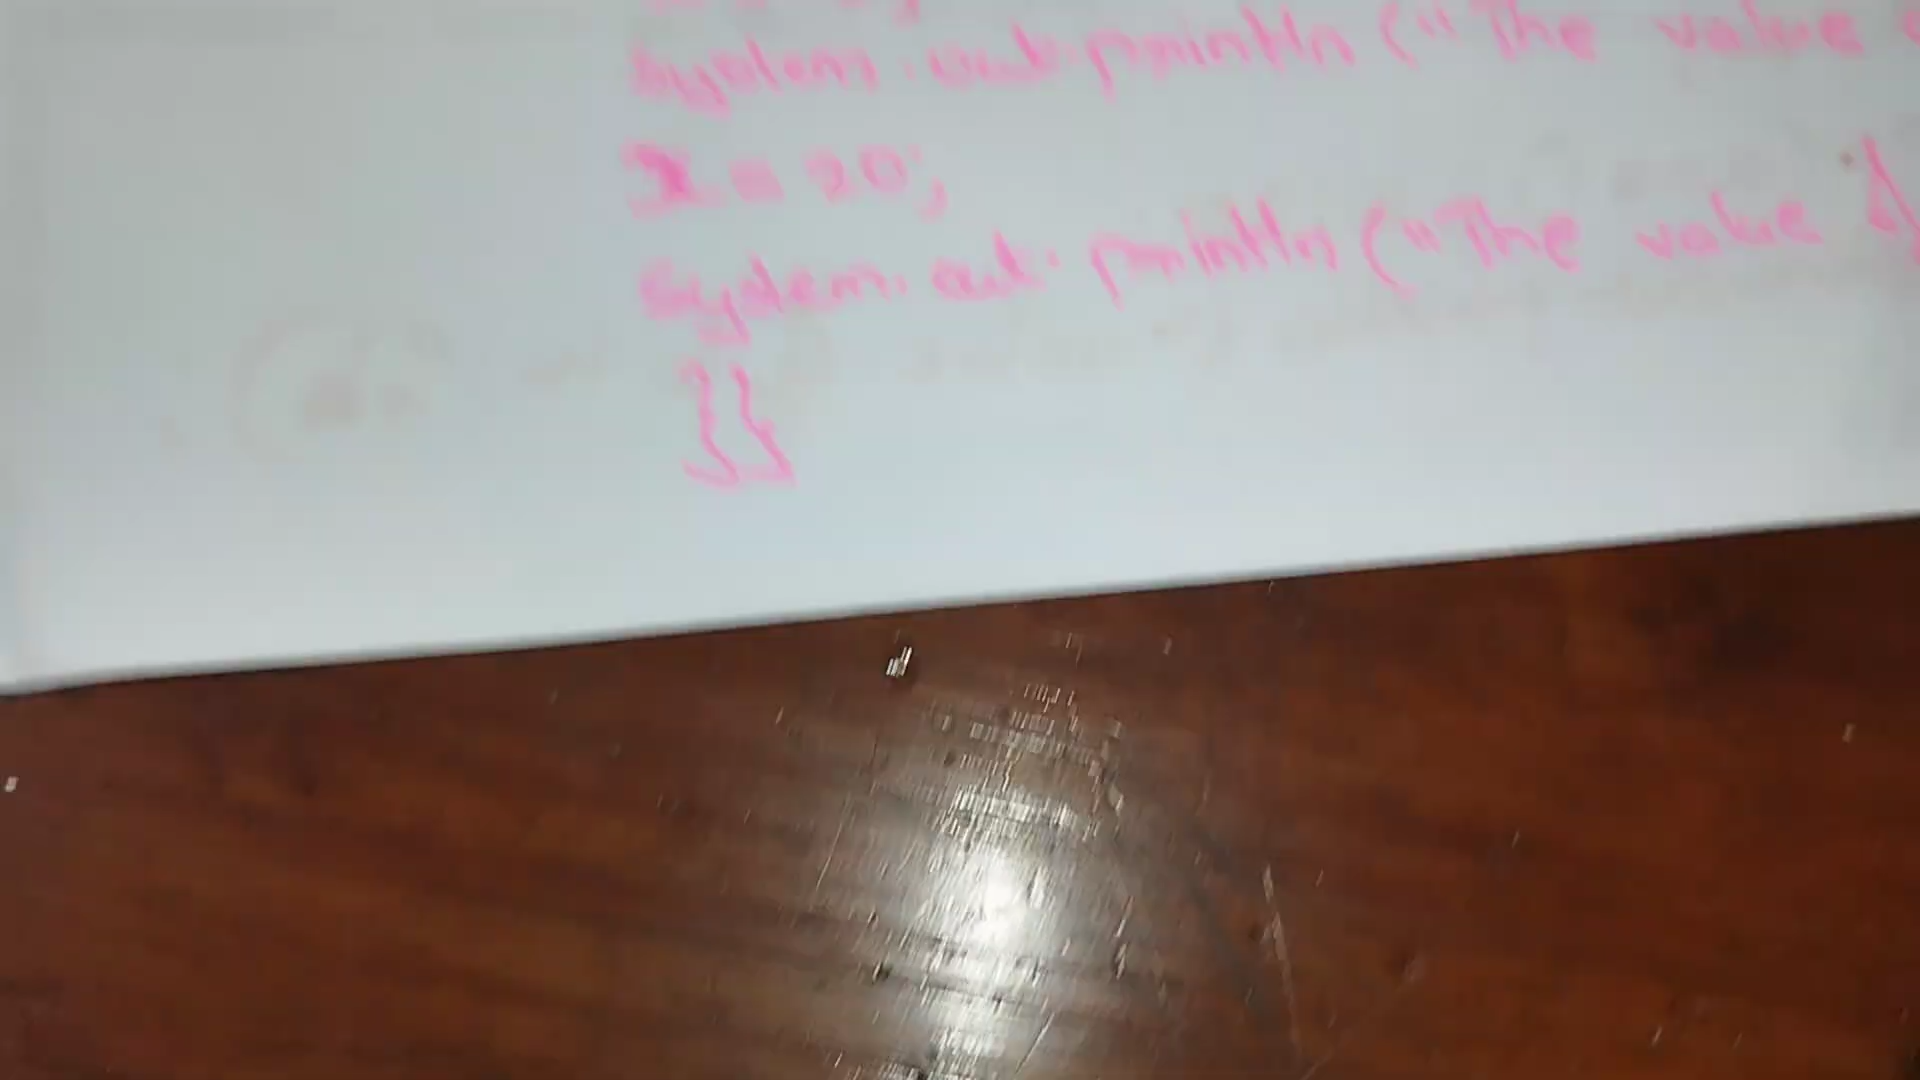 System.out.println("The value
x = 20;
System.out.println("The value
}}